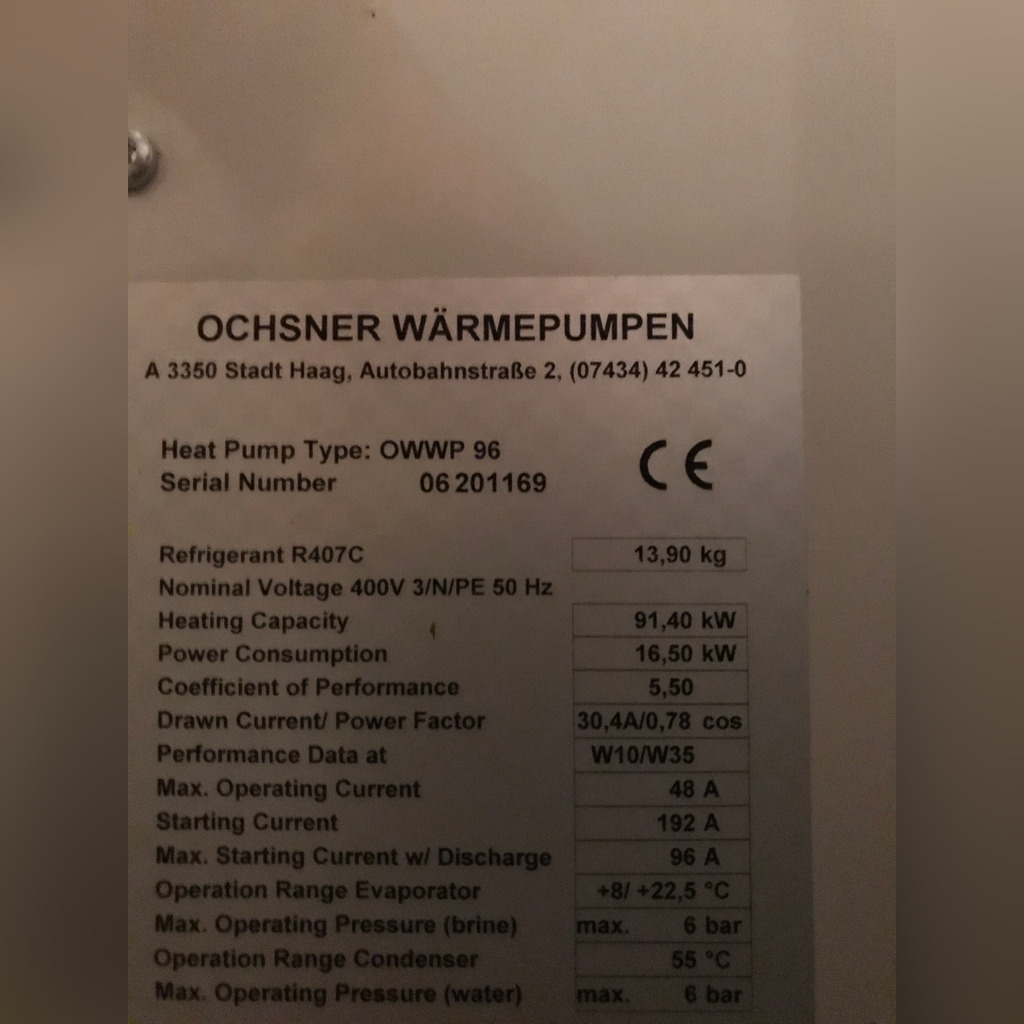 OCHSNER WÄRMEPUMPEN
A 3350 Stadt Haag, Autobahnstraße 2, (07434) 42 451-0
Heat Pump Type: OWWP 96
Serial Number 06 201169
CE
Refrigerant R407C 13,90 kg
Nominal Voltage 400V 3/N/PE 50 Hz
Heating Capacity 91,40 kW
Power Consumption 16,50 kW
Coefficient of Performance 5,50
Drawn Current/ Power Factor 30,4A/0,78 cos
Performance Data at W10/W35
Max. Operating Current 48 A
Starting Current 192 A
Max. Starting Current w/ Discharge 96 A
Operation Range Evaporator +8/ +22,5 °C
Max. Operating Pressure (brine) max. 6 bar
Operation Range Condenser 55 °C
Max. Operating Pressure (water) max. 6 bar